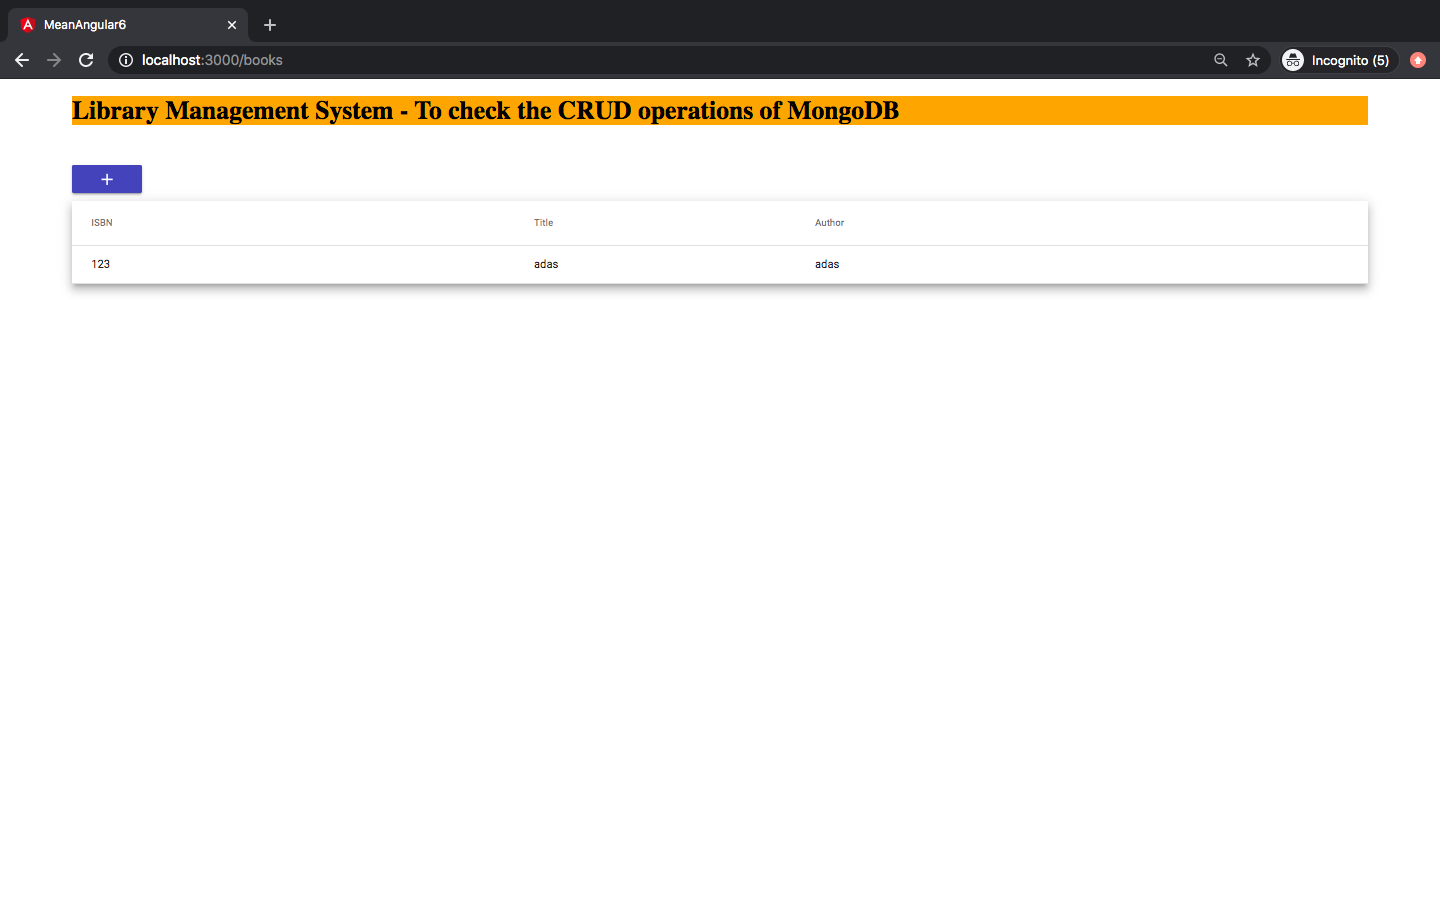 MeanAngular6
localhost:3000/books
Incognito (5)
Library Management System - To check the CRUD operations of MongoDB
+
ISBN Title Author
123 adas adas